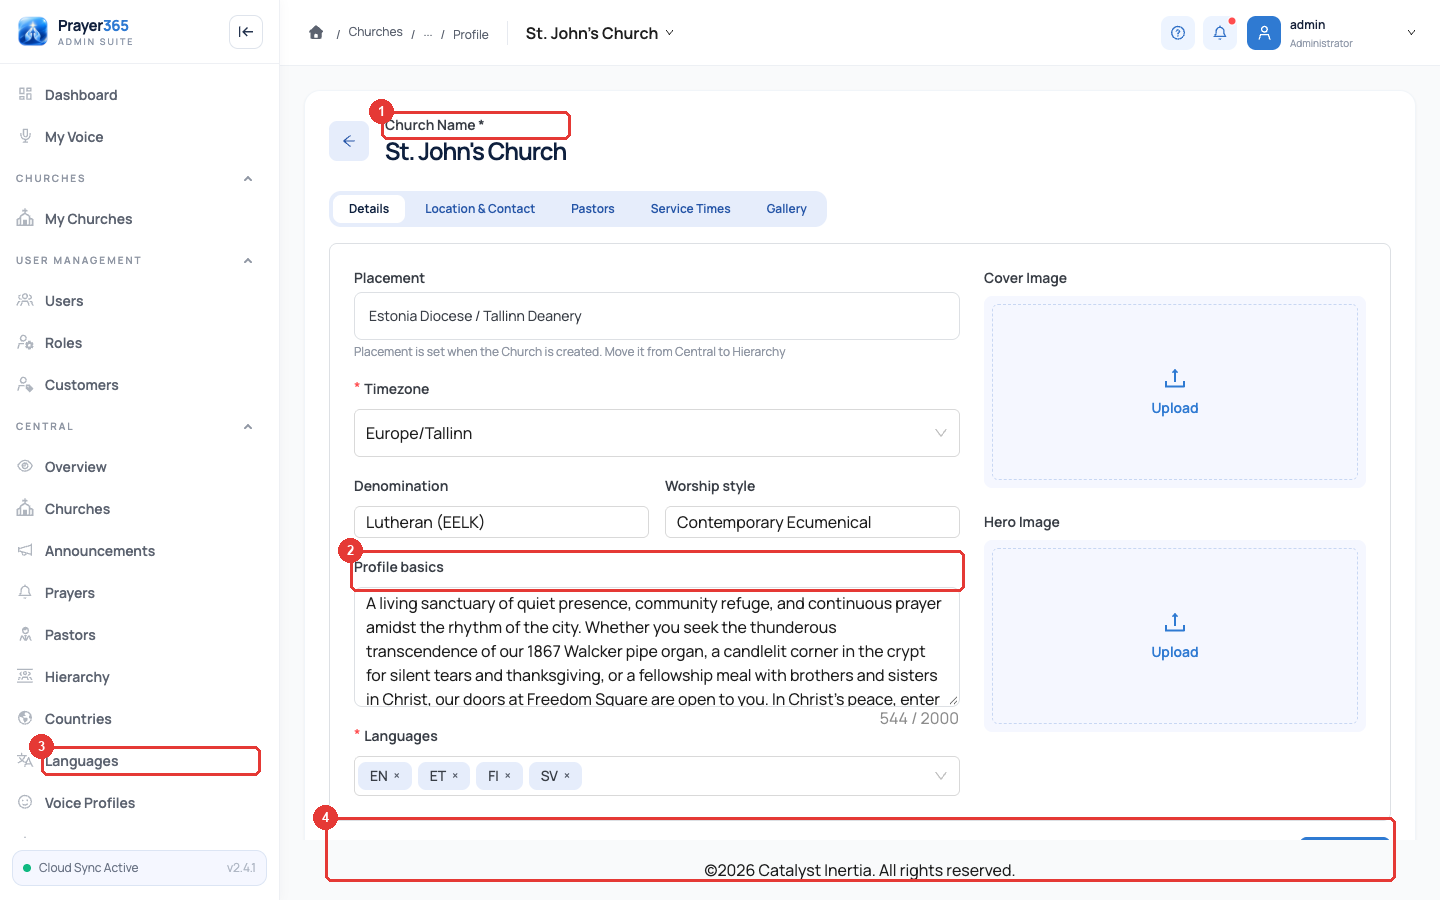 Prayer365
ADMIN SUITE
/ Churches / ... / Profile
St. John's Church
admin
Administrator
Dashboard
My Voice
CHURCHES
My Churches
USER MANAGEMENT
Users
Roles
Customers
CENTRAL
Overview
Churches
Announcements
Prayers
Pastors
Hierarchy
Countries
3
Languages
Voice Profiles
Cloud Sync Active
v2.4.1
1
Church Name *
St. John's Church
Details
Location & Contact
Pastors
Service Times
Gallery
Placement
Estonia Diocese / Tallinn Deanery
Placement is set when the Church is created. Move it from Central to Hierarchy
* Timezone
Europe/Tallinn
Denomination
Worship style
Lutheran (EELK)
Contemporary Ecumenical
2
Profile basics
A living sanctuary of quiet presence, community refuge, and continuous prayer
amidst the rhythm of the city. Whether you seek the thunderous
transcendence of our 1867 Walcker pipe organ, a candlelit corner in the crypt
for silent tears and thanksgiving, or a fellowship meal with brothers and sisters
in Christ, our doors at Freedom Square are open to you. In Christ's peace, enter
544 / 2000
* Languages
EN × ET × FI × SV ×
Cover Image
Upload
Hero Image
Upload
4
©2026 Catalyst Inertia. All rights reserved.